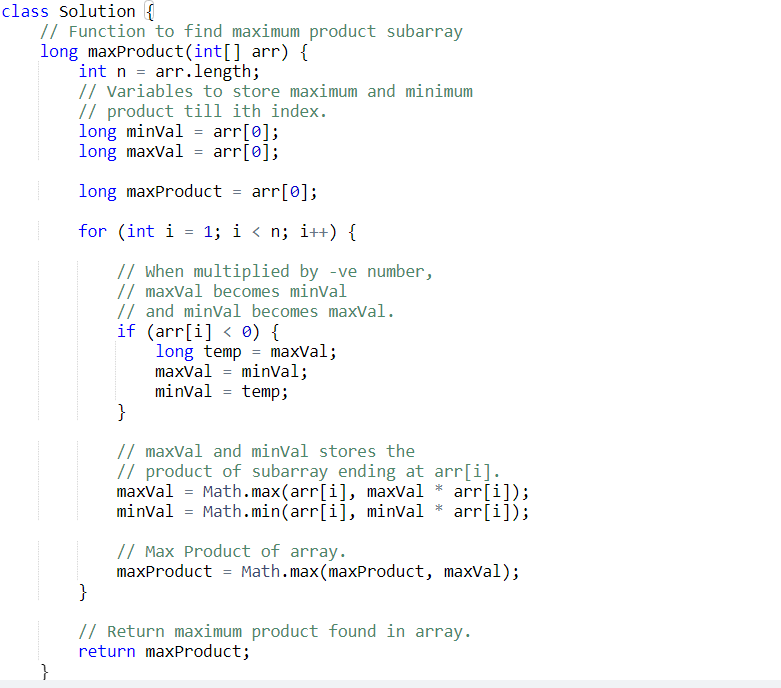 class Solution {
    // Function to find maximum product subarray
    long maxProduct(int[] arr) {
        int n = arr.length;
        // Variables to store maximum and minimum
        // product till ith index.
        long minVal = arr[0];
        long maxVal = arr[0];

        long maxProduct = arr[0];

        for (int i = 1; i < n; i++) {

            // When multiplied by -ve number,
            // maxVal becomes minVal
            // and minVal becomes maxVal.
            if (arr[i] < 0) {
                long temp = maxVal;
                maxVal = minVal;
                minVal = temp;
            }

            // maxVal and minVal stores the
            // product of subarray ending at arr[i].
            maxVal = Math.max(arr[i], maxVal * arr[i]);
            minVal = Math.min(arr[i], minVal * arr[i]);

            // Max Product of array.
            maxProduct = Math.max(maxProduct, maxVal);
        }

        // Return maximum product found in array.
        return maxProduct;
    }